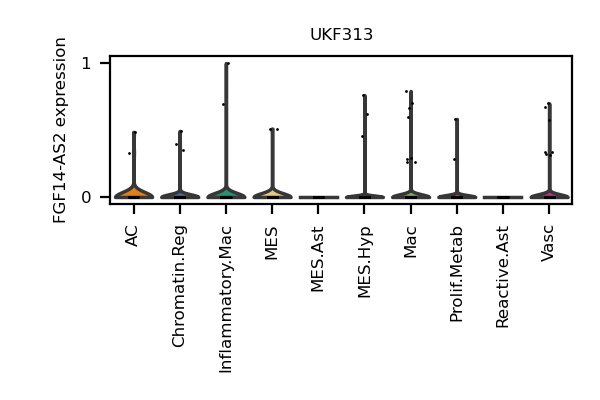 UKF313
FGF14-AS2 expression
1
0
AC
Chromatin.Reg
Inflammatory.Mac
MES
MES.Ast
MES.Hyp
Mac
Prolif.Metab
Reactive.Ast
Vasc